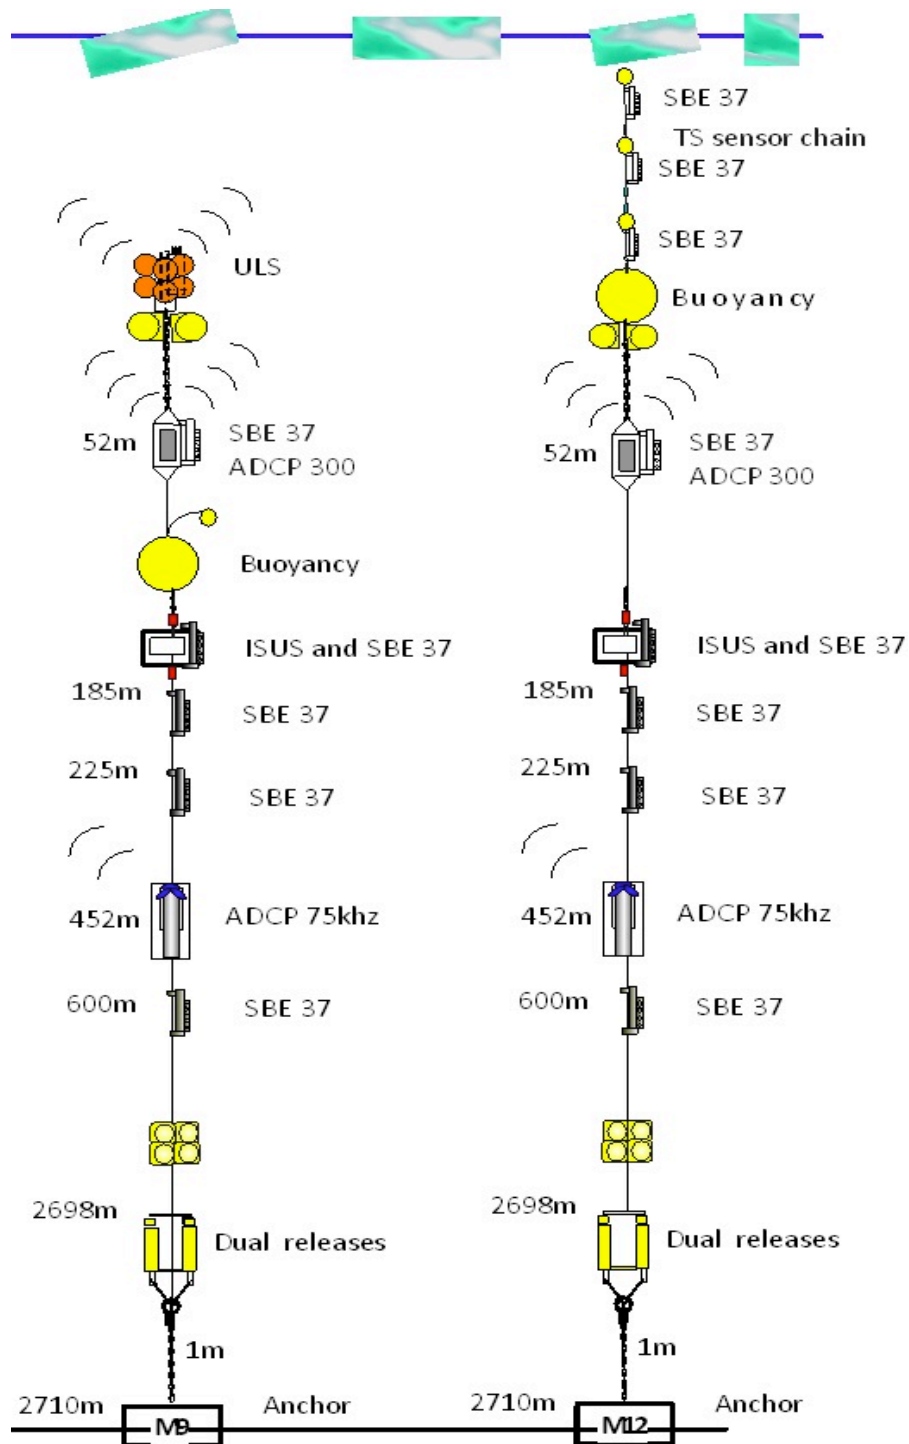 SBE 37
TS sensor chain
SBE 37
SBE 37
ULS
Buoyancy
52m
SBE 37
ADCP 300
52m
SBE 37
ADCP 300
Buoyancy
ISUS and SBE 37
ISUS and SBE 37
185m
SBE 37
185m
SBE 37
225m
SBE 37
225m
SBE 37
452m
ADCP 75khz
452m
ADCP 75khz
600m
SBE 37
600m
SBE 37
2698m
Dual releases
2698m
Dual releases
1m
1m
2710m
M9
Anchor
2710m
M12
Anchor